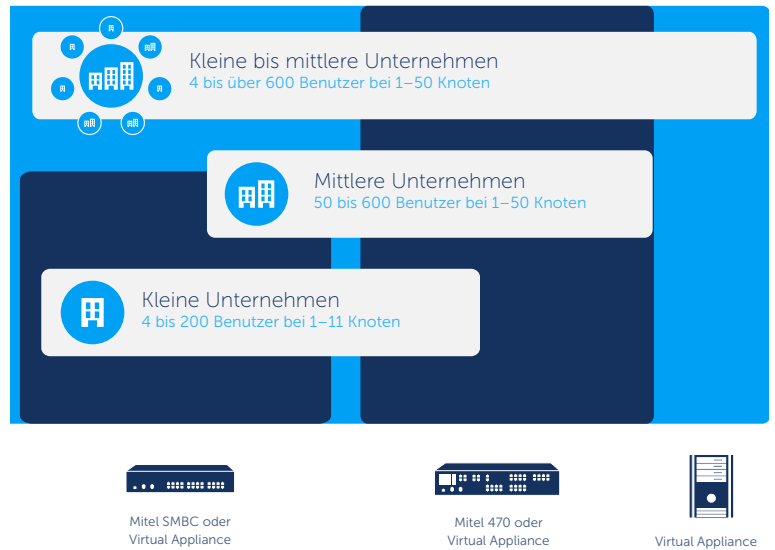 Kleine bis mittlere Unternehmen
4 bis über 600 Benutzer bei 1–50 Knoten
Mittlere Unternehmen
50 bis 600 Benutzer bei 1–50 Knoten
Kleine Unternehmen
4 bis 200 Benutzer bei 1–11 Knoten
Mitel SMBC oder
Virtual Appliance
Mitel 470 oder
Virtual Appliance
Virtual Appliance